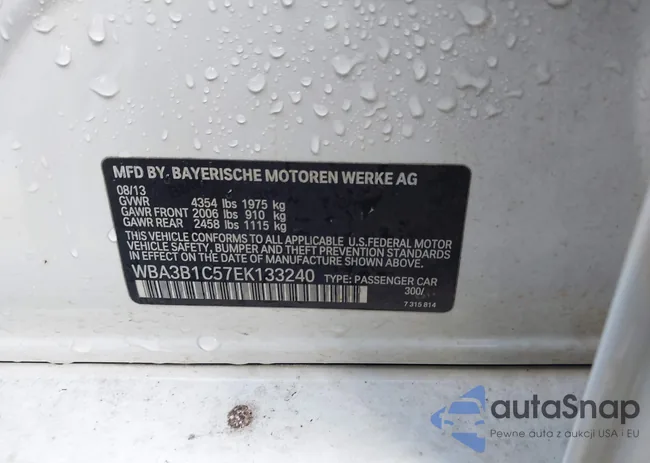 MFD BY BAYERISCHE MOTOREN WERKE AG
08/13
GVWR 4354 lbs 1975 kg
GAWR FRONT 2006 lbs 910 kg
GAWR REAR 2458 lbs 1115 kg
THIS VEHICLE CONFORMS TO ALL APPLICABLE U.S.FEDERAL MOTOR
VEHICLE SAFETY, BUMPER AND THEFT PREVENTION STANDARDS
IN EFFECT ON THE DATE OF MANUFACTURE SHOWN ABOVE.
WBA3B1C57EK133240 TYPE: PASSENGER CAR
300/
7 315 814
autoSnap
Pewne auta z aukcji USA i EU